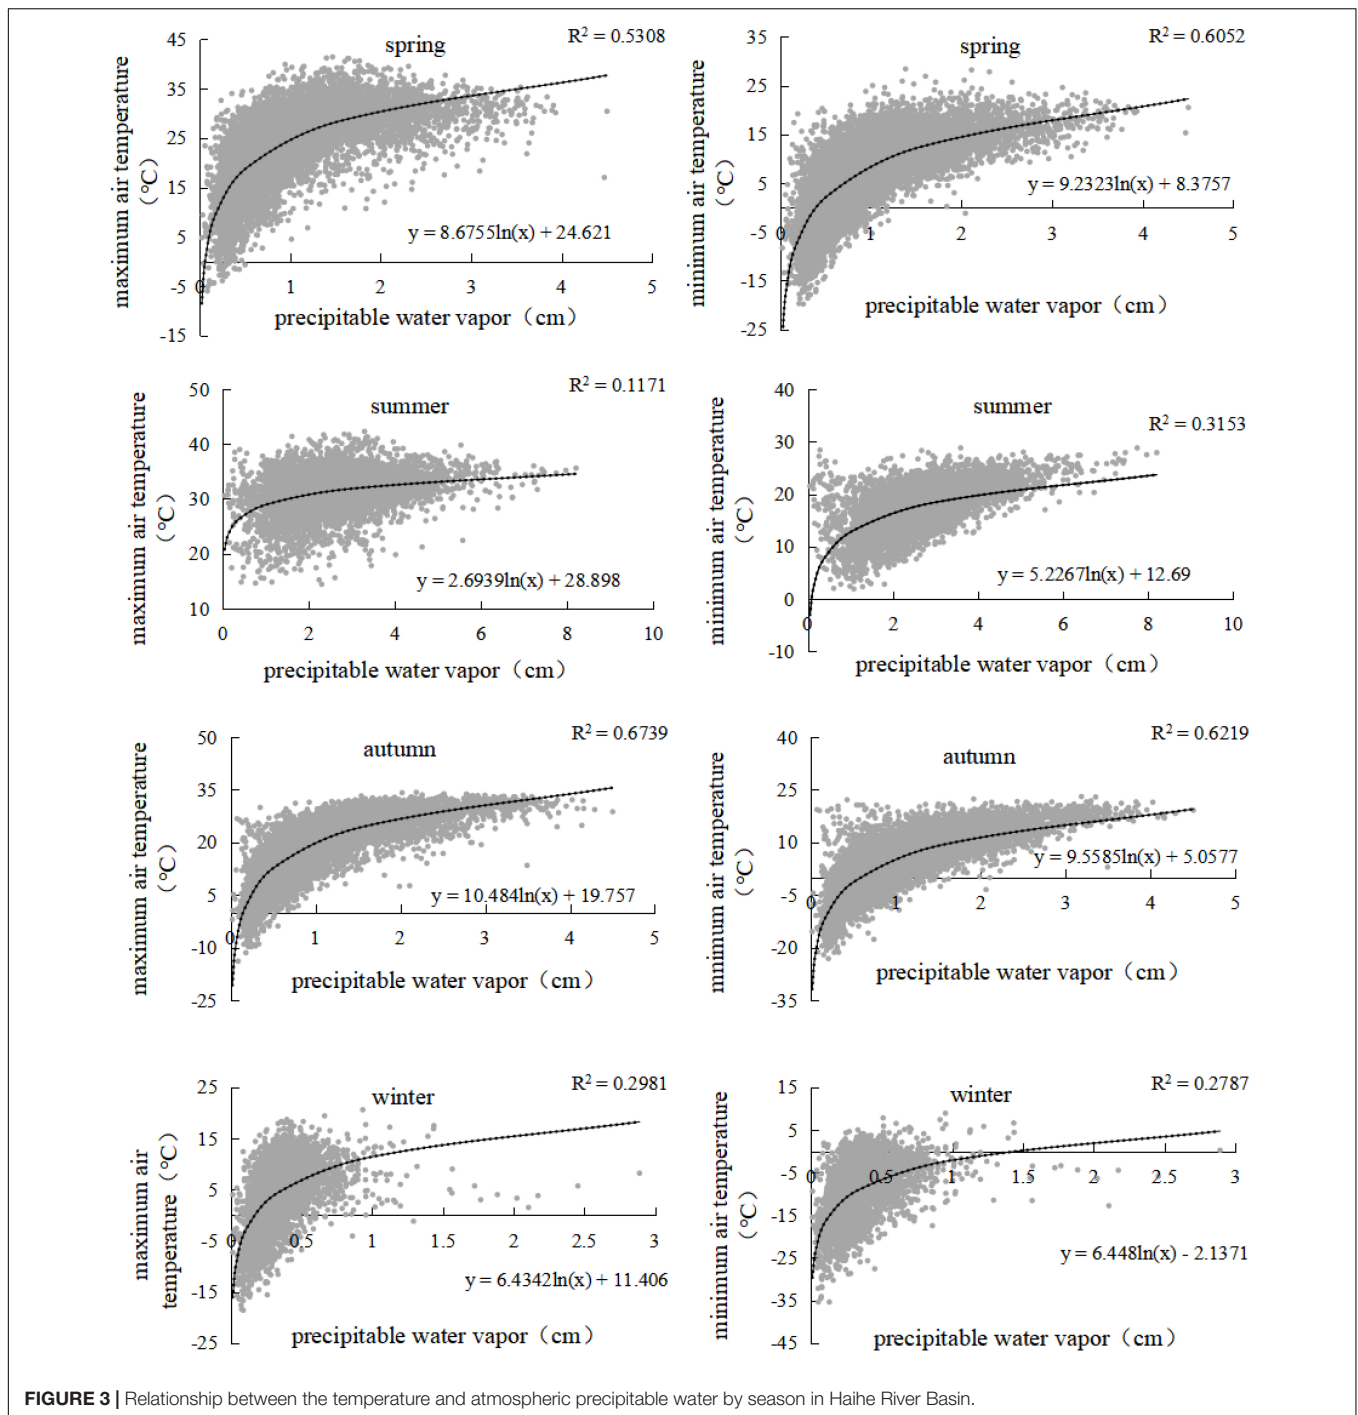 spring
R² = 0.5308
45
35
25
15
5
-5
-15
0
1
2
3
4
5
maximum air temperature
(°C)
y = 8.6755ln(x) + 24.621
precipitable water vapor（cm）
spring
R² = 0.6052
35
25
15
5
-5
-15
-25
0
1
2
3
4
5
minimum air temperature
(°C)
y = 9.2323ln(x) + 8.3757
precipitable water vapor（cm）
summer
R² = 0.1171
50
40
30
20
10
0
2
4
6
8
10
maximum air temperature
（°C）
y = 2.6939ln(x) + 28.898
precipitable water vapor（cm）
summer
R² = 0.3153
40
30
20
10
0
-10
0
2
4
6
8
10
minimum air temperature
（°C）
y = 5.2267ln(x) + 12.69
precipitable water vapor（cm）
autumn
R² = 0.6739
50
35
20
5
-10
-25
0
1
2
3
4
5
maximum air temperature
（°C）
y = 10.484ln(x) + 19.757
precipitable water vapor（cm）
autumn
R² = 0.6219
40
25
10
-5
-20
-35
0
1
2
3
4
5
mnimum air temperature
（°C）
y = 9.5585ln(x) + 5.0577
precipitable water vapor（cm）
winter
R² = 0.2981
25
15
5
-5
-15
-25
0
0.5
1
1.5
2
2.5
3
maximum air
temperature（°C）
y = 6.4342ln(x) + 11.406
precipitable water vapor（cm）
winter
R² = 0.2787
15
5
-5
-15
-25
-35
-45
0
0.5
1
1.5
2
2.5
3
minimum air temperature
（°C）
y = 6.448ln(x) - 2.1371
precipitable water vapor（cm）
FIGURE 3 | Relationship between the temperature and atmospheric precipitable water by season in Haihe River Basin.